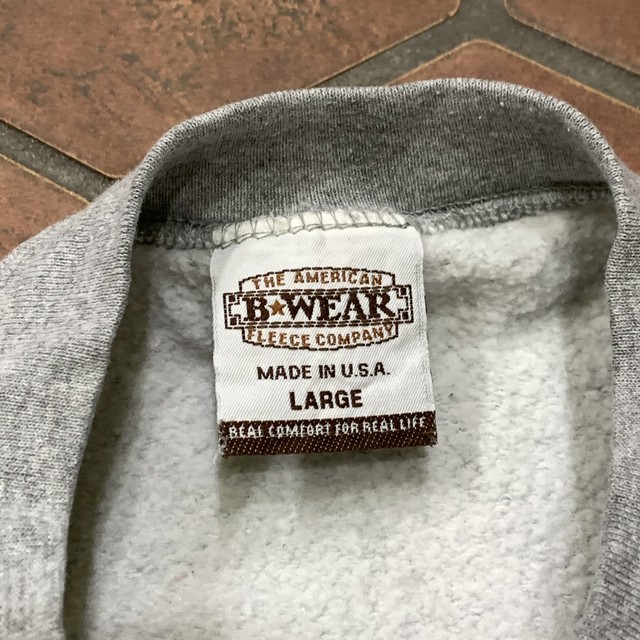 THE AMERICAN
B★WEAR
FLEECE COMPANY
MADE IN U.S.A.
LARGE
REAL COMFORT FOR REAL LIFE